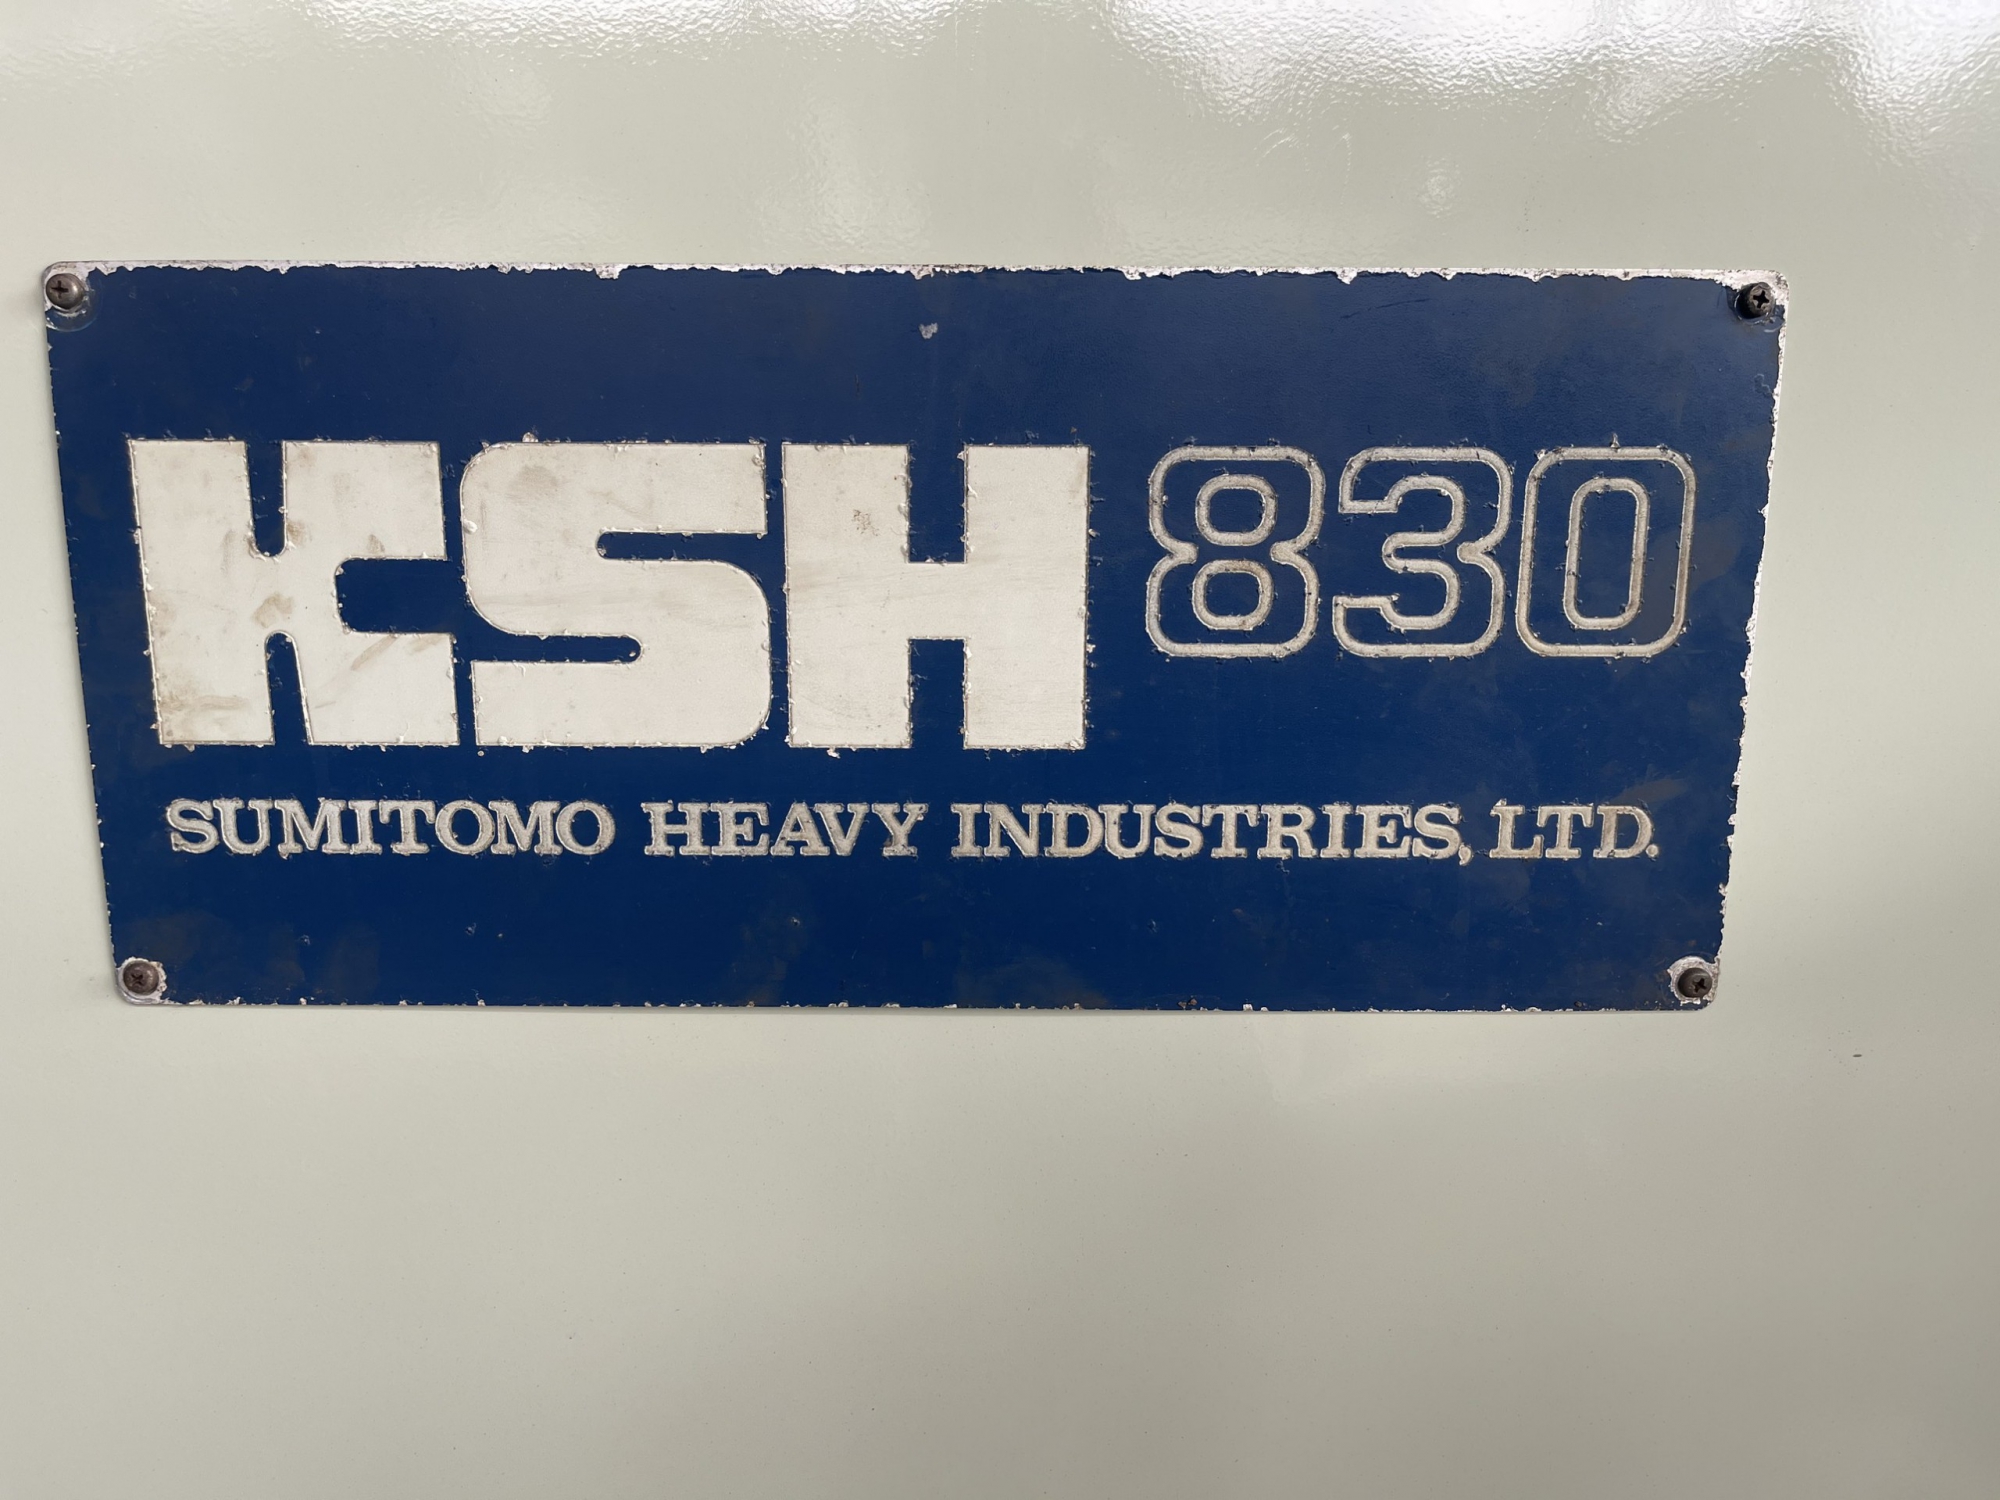 KSH 830
SUMITOMO HEAVY INDUSTRIES, LTD.